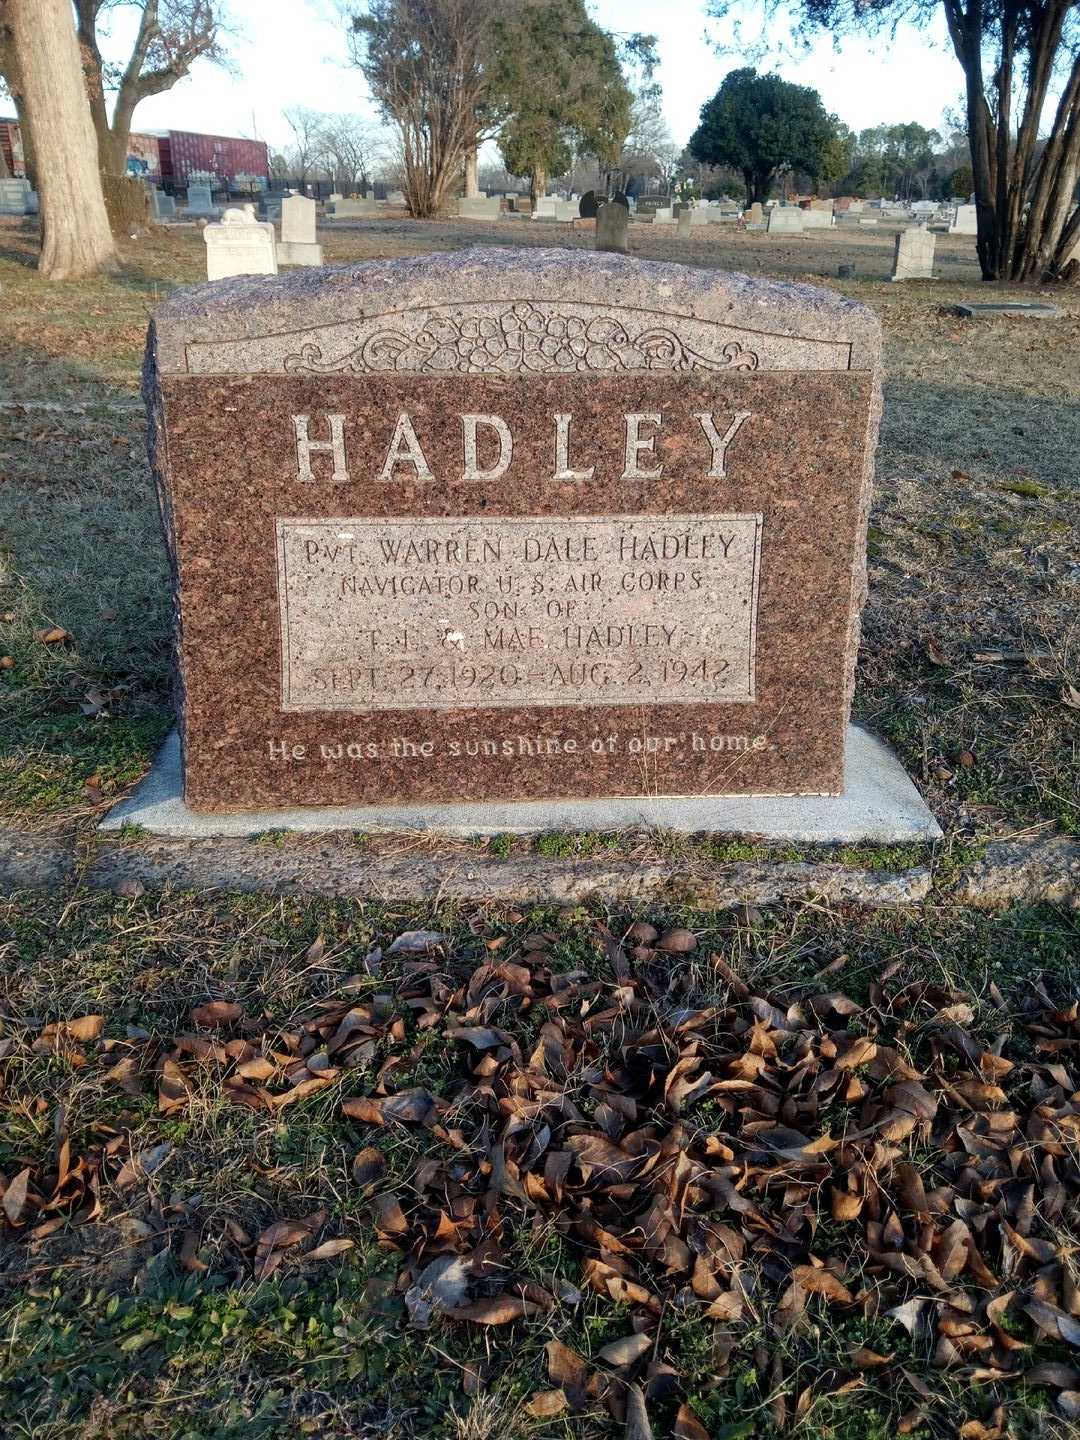 HADLEY
PVT. WARREN DALE HADLEY
NAVIGATOR U. S. AIR CORPS
SON OF
T. L. & MAE HADLEY
SEPT. 27, 1920 - AUG. 2, 1942
He was the sunshine of our home.